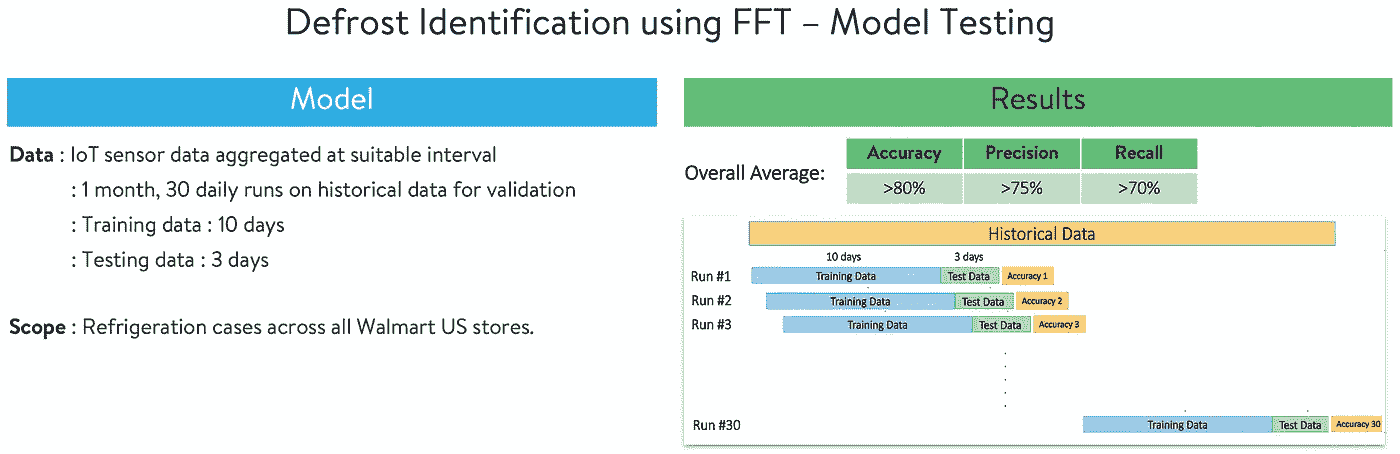 Defrost Identification using FFT – Model Testing
Model
Data : IoT sensor data aggregated at suitable interval
: 1 month, 30 daily runs on historical data for validation
: Training data : 10 days
: Testing data : 3 days
Scope : Refrigeration cases across all Walmart US stores.
Results
Accuracy Precision Recall
Overall Average: >80% >75% >70%
Historical Data
10 days 3 days
Run #1 Training Data Test Data Accuracy 1
Run #2 Training Data Test Data Accuracy 2
Run #3 Training Data Test Data Accuracy 3
Run #30 Training Data Test Data Accuracy 30